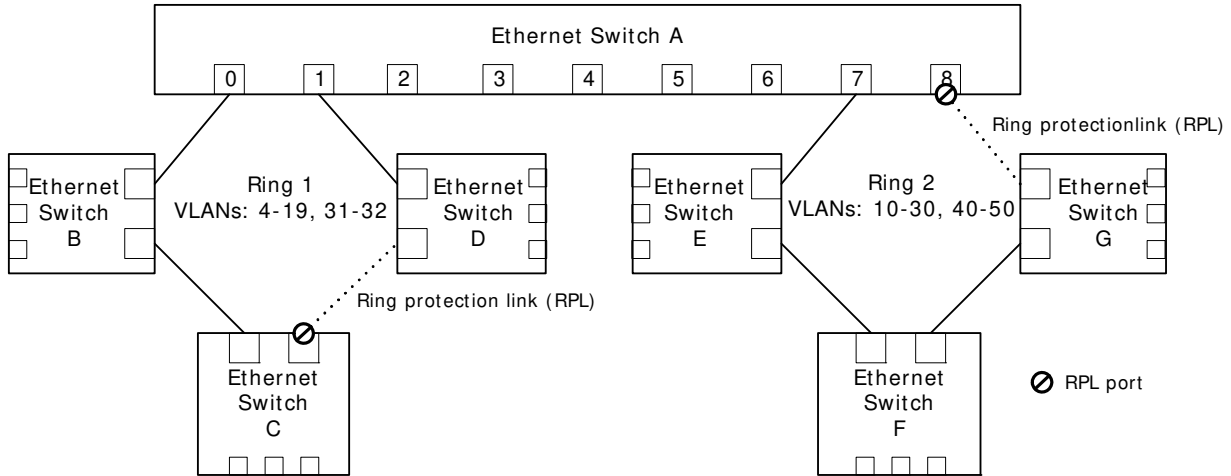 Ethernet Switch A
0 1 2 3 4 5 6 7 8
Ring protectionlink (RPL)
Ethernet
Switch
B
Ring 1
VLANs: 4-19, 31-32
Ethernet
Switch
D
Ethernet
Switch
E
Ring 2
VLANs: 10-30, 40-50
Ethernet
Switch
G
Ring protection link (RPL)
Ethernet
Switch
C
Ethernet
Switch
F
RPL port